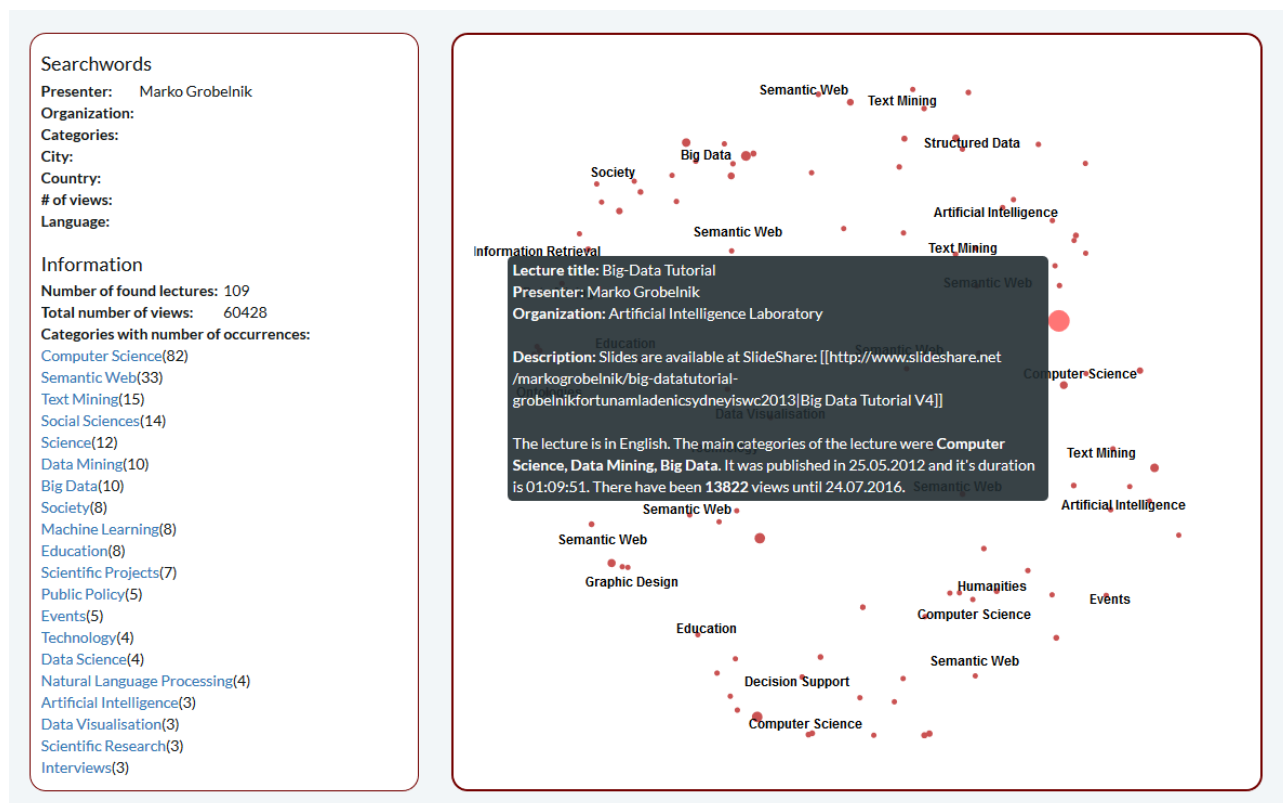 Searchwords
Presenter: Marko Grobelnik
Organization:
Categories:
City:
Country:
# of views:
Language:
Information
Number of found lectures: 109
Total number of views: 60428
Categories with number of occurrences:
Computer Science(82)
Semantic Web(33)
Text Mining(15)
Social Sciences(14)
Science(12)
Data Mining(10)
Big Data(10)
Society(8)
Machine Learning(8)
Education(8)
Scientific Projects(7)
Public Policy(5)
Events(5)
Technology(4)
Data Science(4)
Natural Language Processing(4)
Artificial Intelligence(3)
Data Visualisation(3)
Scientific Research(3)
Interviews(3)
Semantic Web
Text Mining
Structured Data
Big Data
Society
Artificial Intelligence
Semantic Web
Text Mining
Information Retrieval
Lecture title: Big-Data Tutorial
Presenter: Marko Grobelnik
Organization: Artificial Intelligence Laboratory
Description: Slides are available at SlideShare: [[http://www.slideshare.net
/markogrobelnik/big-datatutorial-
grobelnikfortunamladenicsydneyiswc2013|Big Data Tutorial V4]]
The lecture is in English. The main categories of the lecture were Computer
Science, Data Mining, Big Data. It was published in 25.05.2012 and it's duration
is 01:09:51. There have been 13822 views until 24.07.2016.
Semantic Web
Education
Semantic Web
Computer Science
Data Visualisation
Text Mining
Semantic Web
Artificial Intelligence
Semantic Web
Semantic Web
Graphic Design
Humanities
Events
Computer Science
Education
Semantic Web
Decision Support
Computer Science